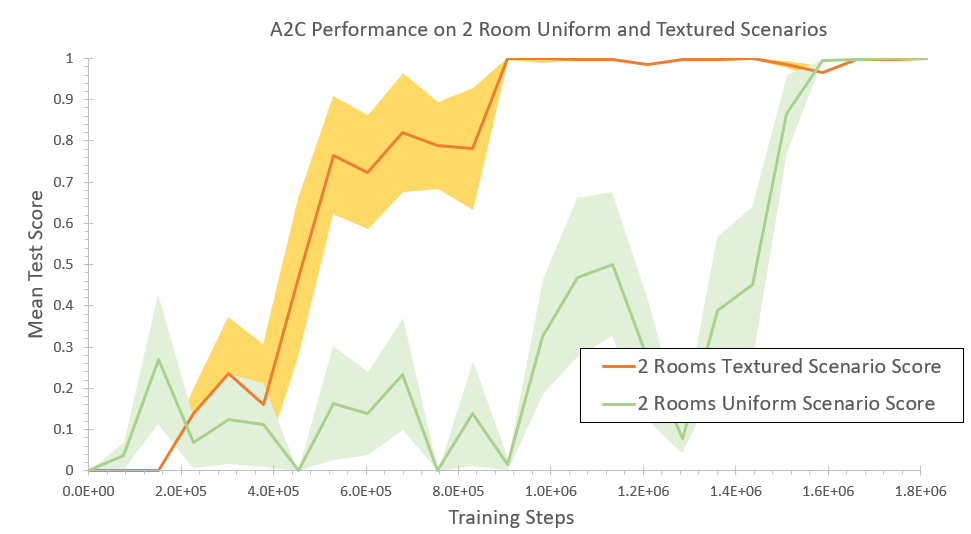 A2C Performance on 2 Room Uniform and Textured Scenarios
1
0.9
0.8
0.7
0.6
0.5
0.4
0.3
0.2
0.1
0
Mean Test Score
2 Rooms Textured Scenario Score
2 Rooms Uniform Scenario Score
0.0E+00 2.0E+05 4.0E+05 6.0E+05 8.0E+05 1.0E+06 1.2E+06 1.4E+06 1.6E+06 1.8E+06
Training Steps